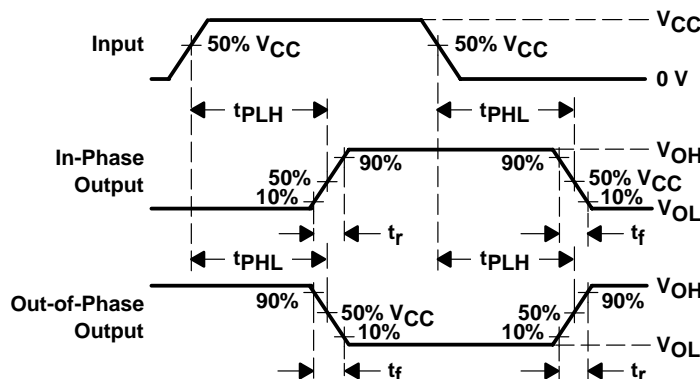 VCC
Input
50% VCC
50% VCC
0 V
tPLH
tPHL
In-Phase
Output
VOH
90%
90%
50%
50% VCC
10%
10%
VOL
tr
tf
tPHL
tPLH
Out-of-Phase
Output
VOH
90%
90%
50% VCC
50%
10%
10%
VOL
tf
tr